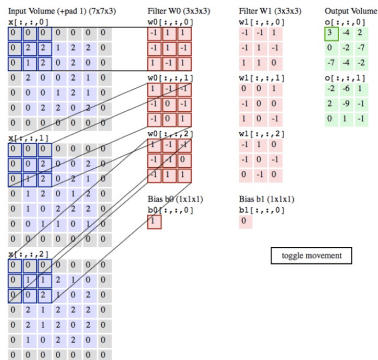 Input Volume (+pad 1) (7x7x3)
x[:,:,0]
0 0 0 0 0 0 0
0 2 2 1 2 2 0
0 2 0 0 2 1 0
0 0 1 2 0 1 0
0 0 2 2 0 2 0
0 0 0 0 0 0 0
x[:,:,1]
0 0 0 0 0 0 0
0 0 2 0 0 2 0
0 1 2 0 2 1 0
0 1 2 0 1 2 0
0 1 0 2 2 2 0
0 0 1 1 0 1 0
0 0 0 0 0 0 0
x[:,:,2]
0 0 0 0 0 0 0
0 1 1 2 1 0 0
0 0 2 1 0 2 0
0 2 1 2 2 2 0
0 2 1 2 0 2 0
0 2 1 0 2 0 0
0 0 0 0 0 0 0
Filter W0 (3x3x3)
w0[:,:,0]
-1 1 1
-1 -1 1
1 -1 1
w0[:,:,1]
1 -1 -1
-1 0 -1
-1 0 1
w0[:,:,2]
-1 1 -1
-1 1 0
-1 1 1
Bias b0 (1x1x1)
b0[:,:,0]
1
Filter W1 (3x3x3)
w1[:,:,0]
-1 -1 1
-1 1 -1
-1 1 -1
w1[:,:,1]
0 0 1
0 1 -1
1 0 0
w1[:,:,2]
-1 1 0
-1 0 -1
-1 0 -1
Bias b1 (1x1x1)
b1[:,:,0]
0
Output Volume
o[:,:,0]
3 -4 2
0 -2 -7
-7 -4 -2
o[:,:,1]
-2 -6 1
2 -9 -1
0 1 -1
toggle movement